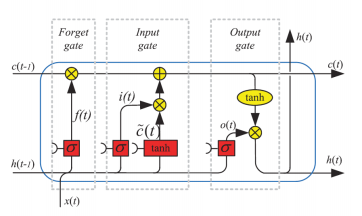 Forget
gate
Input
gate
Output
gate
h(t)
c(t-1)
c(t)
i(t)
tanh
f(t)
c̃(t)
o(t)
σ
σ
tanh
σ
h(t-1)
h(t)
x(t)